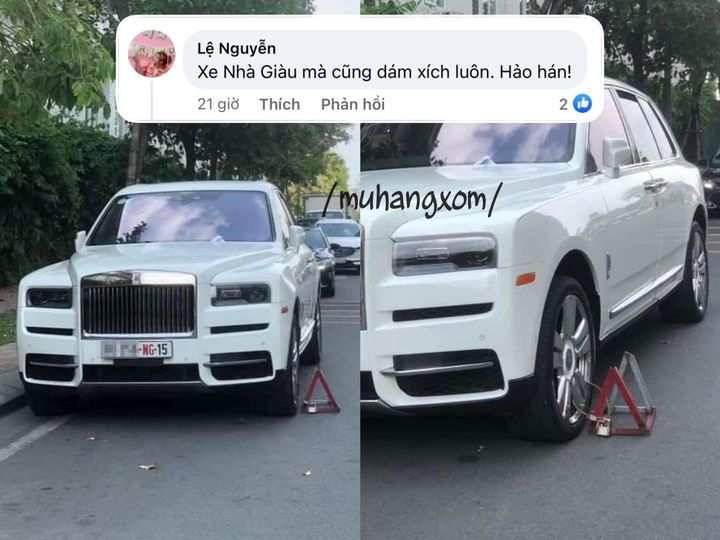 Lệ Nguyễn
Xe Nhà Giàu mà cũng dám xích luôn. Hảo hán!
21 giờ Thích Phản hồi 2
/muhangxom/
-NG-15